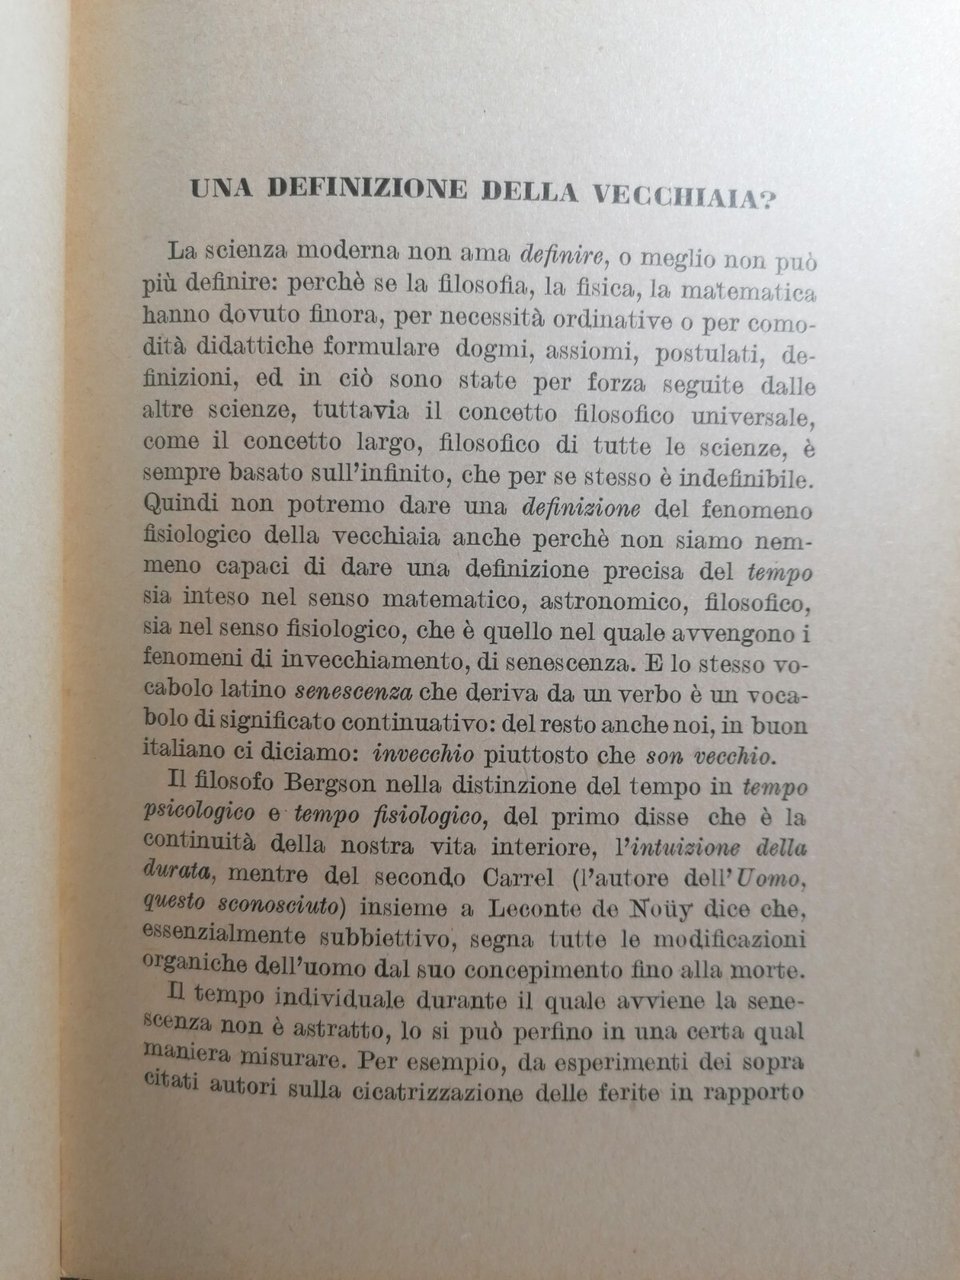 UNA DEFINIZIONE DELLA VECCHIAIA?
La scienza moderna non ama definire, o meglio non può
più definire: perchè se la filosofia, la fisica, la matematica
hanno dovuto finora, per necessità ordinative o per como-
dità didattiche formulare dogmi, assiomi, postulati, de-
finizioni, ed in ciò sono state per forza seguite dalle
altre scienze, tuttavia il concetto filosofico universale,
come il concetto largo, filosofico di tutte le scienze, è
sempre basato sull'infinito, che per se stesso è indefinibile.
Quindi non potremo dare una definizione del fenomeno
fisiologico della vecchiaia anche perchè non siamo nem-
meno capaci di dare una definizione precisa del tempo
sia inteso nel senso matematico, astronomico, filosofico,
sia nel senso fisiologico, che è quello nel quale avvengono i
fenomeni di invecchiamento, di senescenza. E lo stesso vo-
cabolo latino senescenza che deriva da un verbo è un voca-
bolo di significato continuativo: del resto anche noi, in buon
italiano ci diciamo: invecchio piuttosto che son vecchio.
Il filosofo Bergson nella distinzione del tempo in tempo
psicologico e tempo fisiologico, del primo disse che è la
continuità della nostra vita interiore, l'intuizione della
durata, mentre del secondo Carrel (l'autore dell'Uomo,
questo sconosciuto) insieme a Leconte de Noüy dice che,
essenzialmente subbiettivo, segna tutte le modificazioni
organiche dell'uomo dal suo concepimento fino alla morte.
Il tempo individuale durante il quale avviene la sene-
scenza non è astratto, lo si può perfino in una certa qual
maniera misurare. Per esempio, da esperimenti dei sopra
citati autori sulla cicatrizzazione delle ferite in rapporto